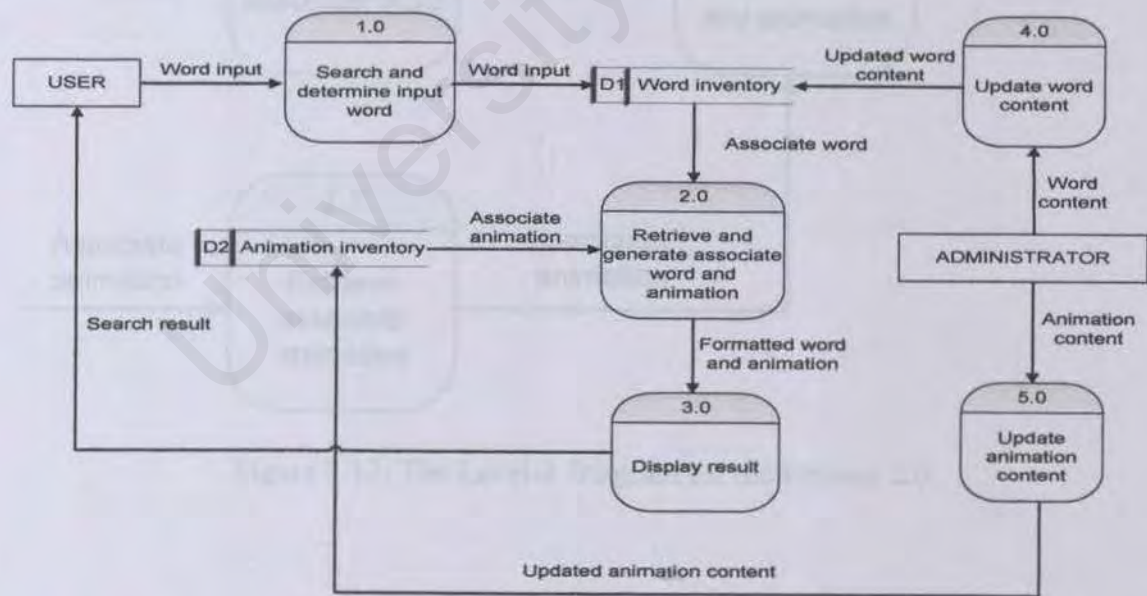 1.0
4.0
USER
Word input
Search and
determine input
word
Word input
D1 Word inventory
Updated word
content
Update word
content
Associate word
2.0
Word
content
D2 Animation inventory
Associate
animation
Retrieve and
generate associate
word and
animation
ADMINISTRATOR
Search result
Animation
content
Formatted word
and animation
3.0
5.0
Display result
Update
animation
content
Updated animation content
University